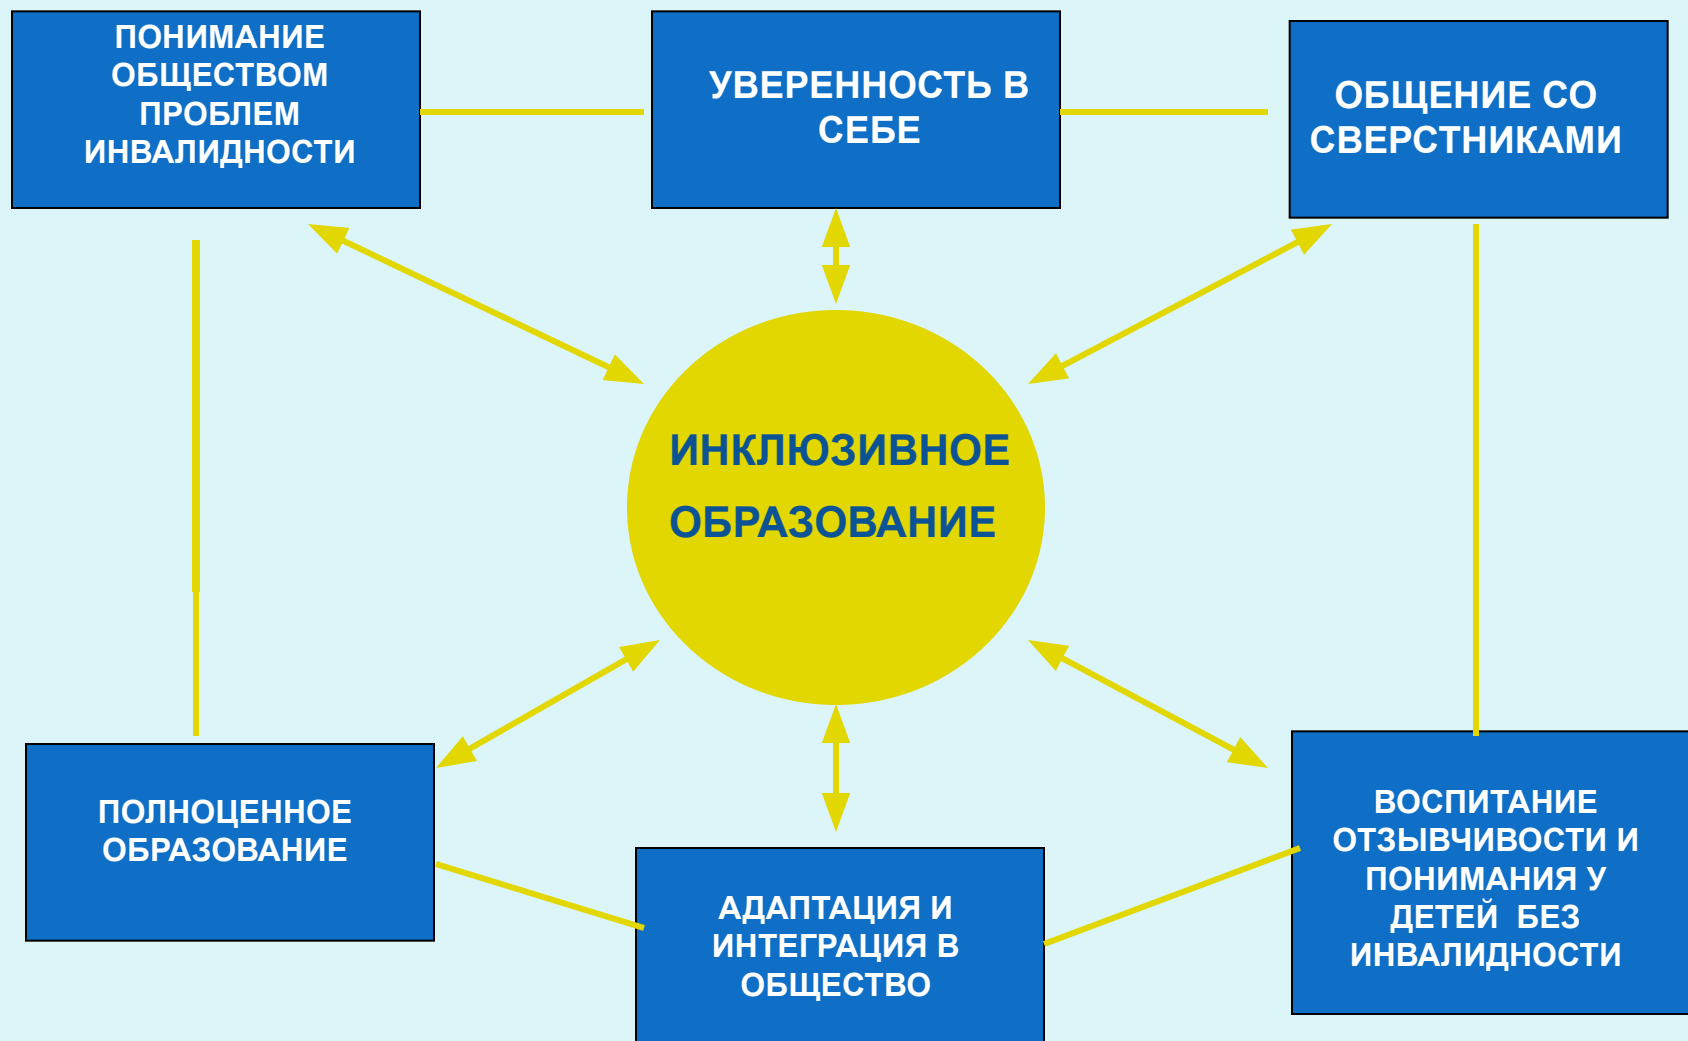 ПОНИМАНИЕ
ОБЩЕСТВОМ
ПРОБЛЕМ
ИНВАЛИДНОСТИ
УВЕРЕННОСТЬ В
СЕБЕ
ОБЩЕНИЕ СО
СВЕРСТНИКАМИ
ИНКЛЮЗИВНОЕ
ОБРАЗОВАНИЕ
ПОЛНОЦЕННОЕ
ОБРАЗОВАНИЕ
АДАПТАЦИЯ И
ИНТЕГРАЦИЯ В
ОБЩЕСТВО
ВОСПИТАНИЕ
ОТЗЫВЧИВОСТИ И
ПОНИМАНИЯ У
ДЕТЕЙ  БЕЗ
ИНВАЛИДНОСТИ